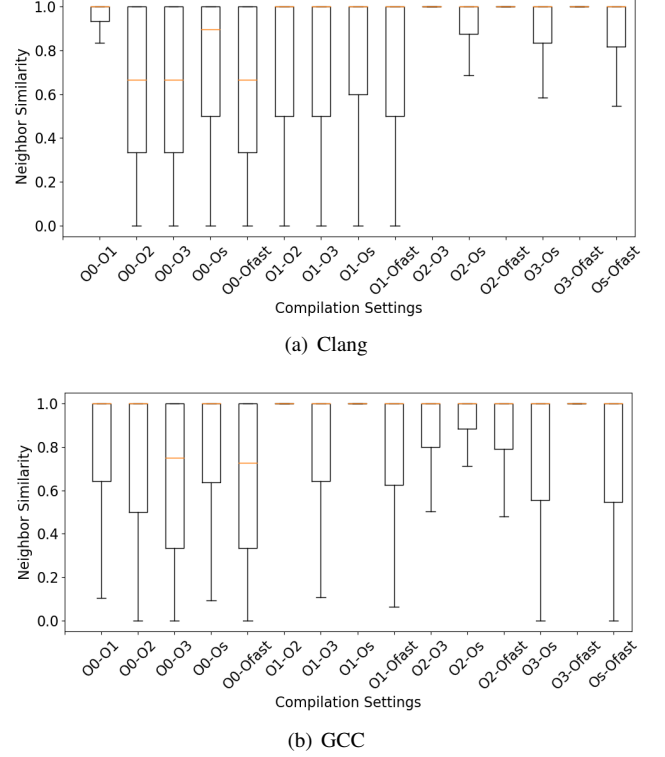 1.0
0.8
0.6
0.4
0.2
0.0
Neighbor Similarity
O0-O1 O0-O2 O0-O3 O0-Os O0-Ofast O1-O2 O1-O3 O1-Os O1-Ofast O2-O3 O2-Os O2-Ofast O3-Os O3-Ofast Os-Ofast
Compilation Settings
(a) Clang
1.0
0.8
0.6
0.4
0.2
0.0
Neighbor Similarity
O0-O1 O0-O2 O0-O3 O0-Os O0-Ofast O1-O2 O1-O3 O1-Os O1-Ofast O2-O3 O2-Os O2-Ofast O3-Os O3-Ofast Os-Ofast
Compilation Settings
(b) GCC